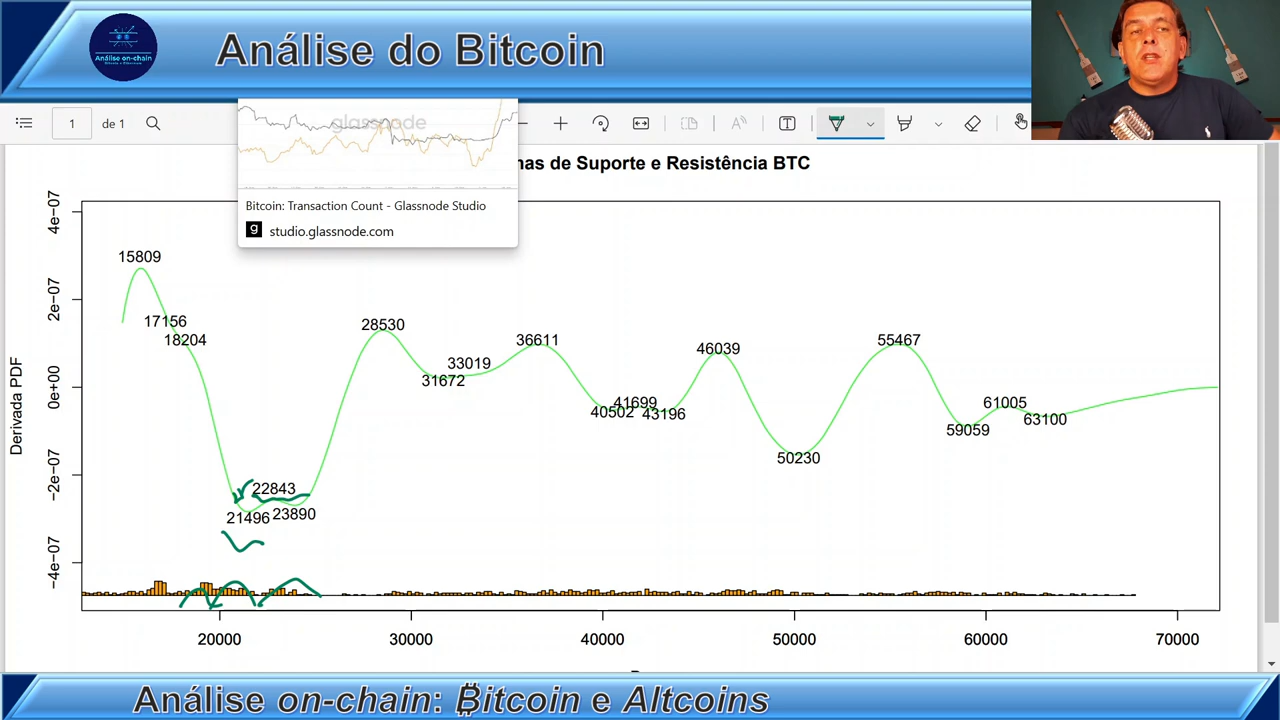 Análise do Bitcoin
Análise on-chain
1 de 1
glassnode
nas de Suporte e Resistência BTC
Bitcoin: Transaction Count - Glassnode Studio
g studio.glassnode.com
Derivada PDF
4e-07
2e-07
0e+00
-2e-07
-4e-07
15809
17156
18204
28530
33019
31672
36611
41699
40502
43196
46039
55467
61005
63100
59059
50230
22843
21496
23890
20000 30000 40000 50000 60000 70000
Análise on-chain: Bitcoin e Altcoins